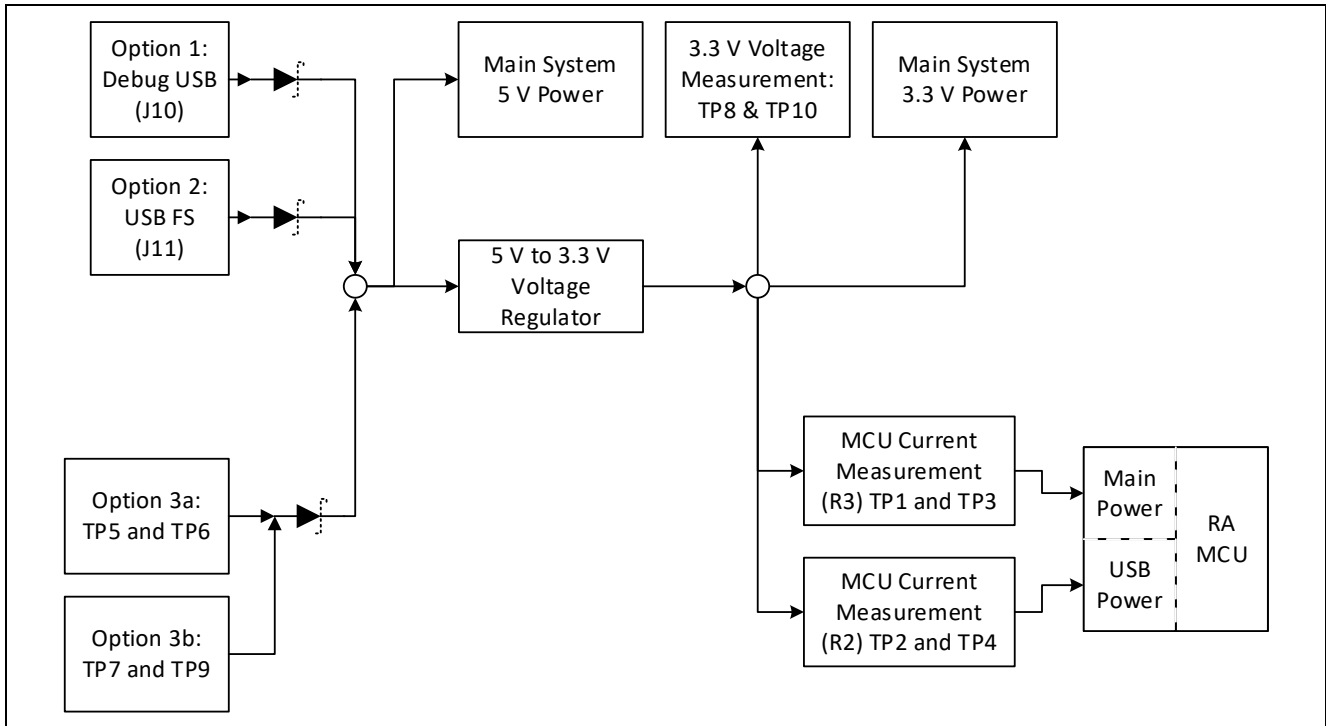 Option 1:
Debug USB
(J10)
Main System
5 V Power
3.3 V Voltage
Measurement:
TP8 & TP10
Main System
3.3 V Power
Option 2:
USB FS
(J11)
5 V to 3.3 V
Voltage
Regulator
Option 3a:
TP5 and TP6
Option 3b:
TP7 and TP9
MCU Current
Measurement
(R3) TP1 and TP3
MCU Current
Measurement
(R2) TP2 and TP4
Main
Power
USB
Power
RA
MCU